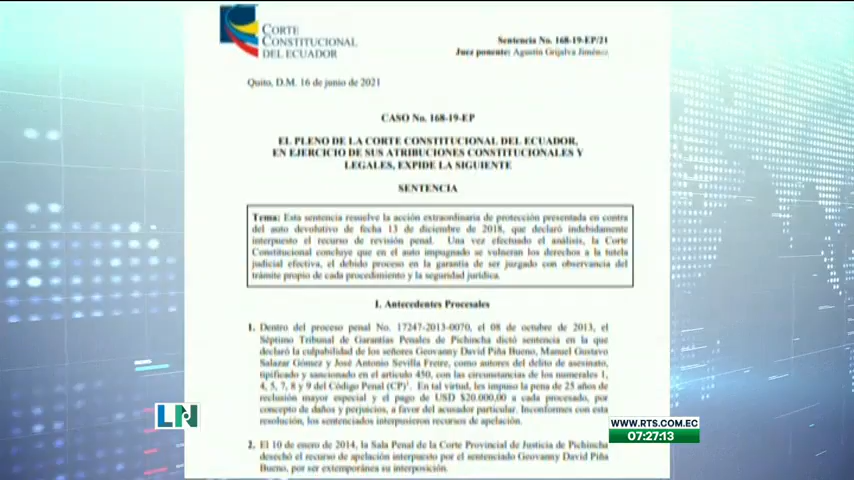 CORTE
CONSTITUCIONAL
DEL ECUADOR
Sentencia No. 168-19-EP/21
Juez ponente: Agustín Grijalva Jiménez
Quito, D.M. 16 de junio de 2021
CASO No. 168-19-EP
EL PLENO DE LA CORTE CONSTITUCIONAL DEL ECUADOR,
EN EJERCICIO DE SUS ATRIBUCIONES CONSTITUCIONALES Y
LEGALES, EXPIDE LA SIGUIENTE
SENTENCIA
Tema: Esta sentencia resuelve la acción extraordinaria de protección presentada en contra
del auto devolutivo de fecha 13 de diciembre de 2018, que declaró indebidamente
interpuesto el recurso de revisión penal. Una vez efectuado el análisis, la Corte
Constitucional concluye que en el auto impugnado se vulneran los derechos a la tutela
judicial efectiva, el debido proceso en la garantía de ser juzgado con observancia del
trámite propio de cada procedimiento y la seguridad jurídica.
I. Antecedentes Procesales
1. Dentro del proceso penal No. 17247-2013-0070, el 08 de octubre de 2013, el
Séptimo Tribunal de Garantías Penales de Pichincha dictó sentencia en la que
declaró la culpabilidad de los señores Geovanny David Piña Bueno, Manuel Gustavo
Salazar Gómez y José Antonio Sevilla Freire, como autores del delito de asesinato,
tipificado y sancionado en el artículo 450, con las circunstancias de los numerales 1,
4, 5, 7, 8 y 9 del Código Penal (CP)¹. En tal virtud, les impuso la pena de 25 años de
reclusión mayor especial y el pago de USD $20.000,00 a cada procesado, por
concepto de daños y perjuicios, a favor del acusador particular. Inconformes con esta
resolución, los sentenciados interpusieron recursos de apelación.
2. El 10 de enero de 2014, la Sala Penal de la Corte Provincial de Justicia de Pichincha
desechó el recurso de apelación interpuesto por el sentenciado Geovanny David Piña
Bueno, por ser extemporánea su interposición.
LN
WWW.RTS.COM.EC
07:27:13